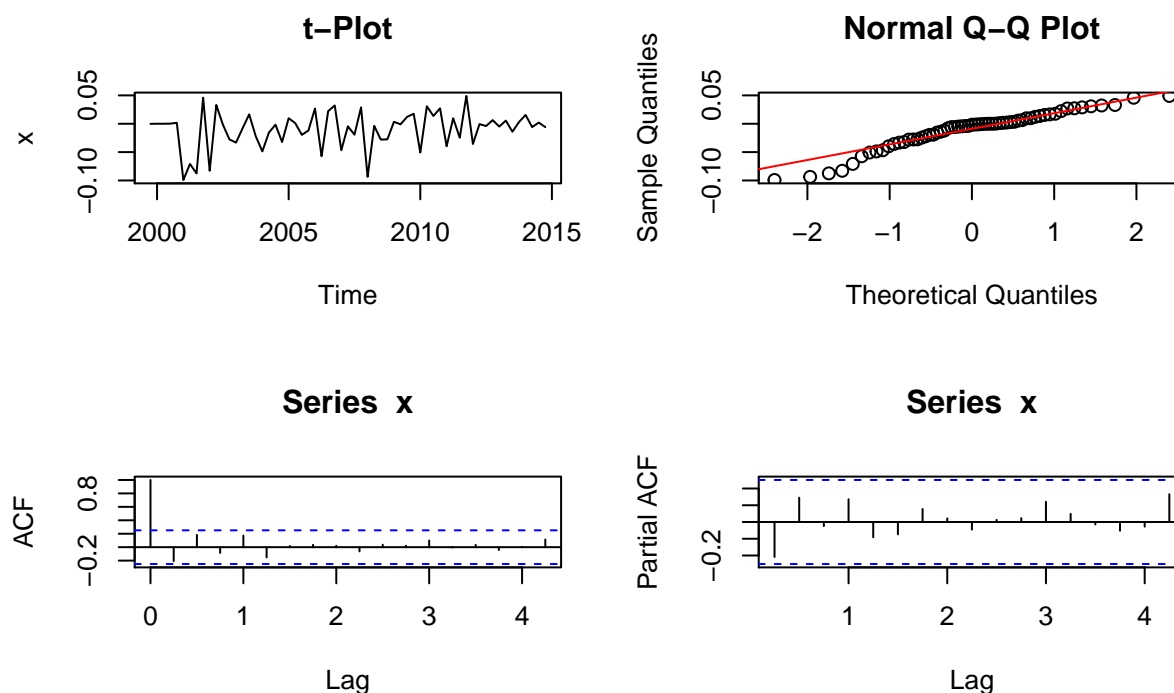 t−Plot
x
0.05
−0.10
2000 2005 2010 2015
Time
Normal Q−Q Plot
Sample Quantiles
0.05
−0.10
−2 −1 0 1 2
Theoretical Quantiles
Series x
ACF
0.8
−0.2
0 1 2 3 4
Lag
Series x
Partial ACF
−0.2
1 2 3 4
Lag